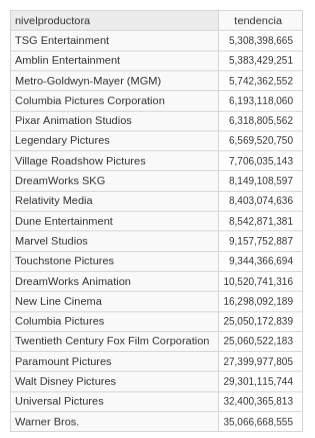 nivelproductora tendencia
TSG Entertainment 5,308,398,665
Amblin Entertainment 5,383,429,251
Metro-Goldwyn-Mayer (MGM) 5,742,362,552
Columbia Pictures Corporation 6,193,118,060
Pixar Animation Studios 6,318,805,562
Legendary Pictures 6,569,520,750
Village Roadshow Pictures 7,706,035,143
DreamWorks SKG 8,149,108,597
Relativity Media 8,403,074,636
Dune Entertainment 8,542,871,381
Marvel Studios 9,157,752,887
Touchstone Pictures 9,344,366,694
DreamWorks Animation 10,520,741,316
New Line Cinema 16,298,092,189
Columbia Pictures 25,050,172,839
Twentieth Century Fox Film Corporation 25,060,522,183
Paramount Pictures 27,399,977,805
Walt Disney Pictures 29,301,115,744
Universal Pictures 32,400,365,813
Warner Bros. 35,066,668,555